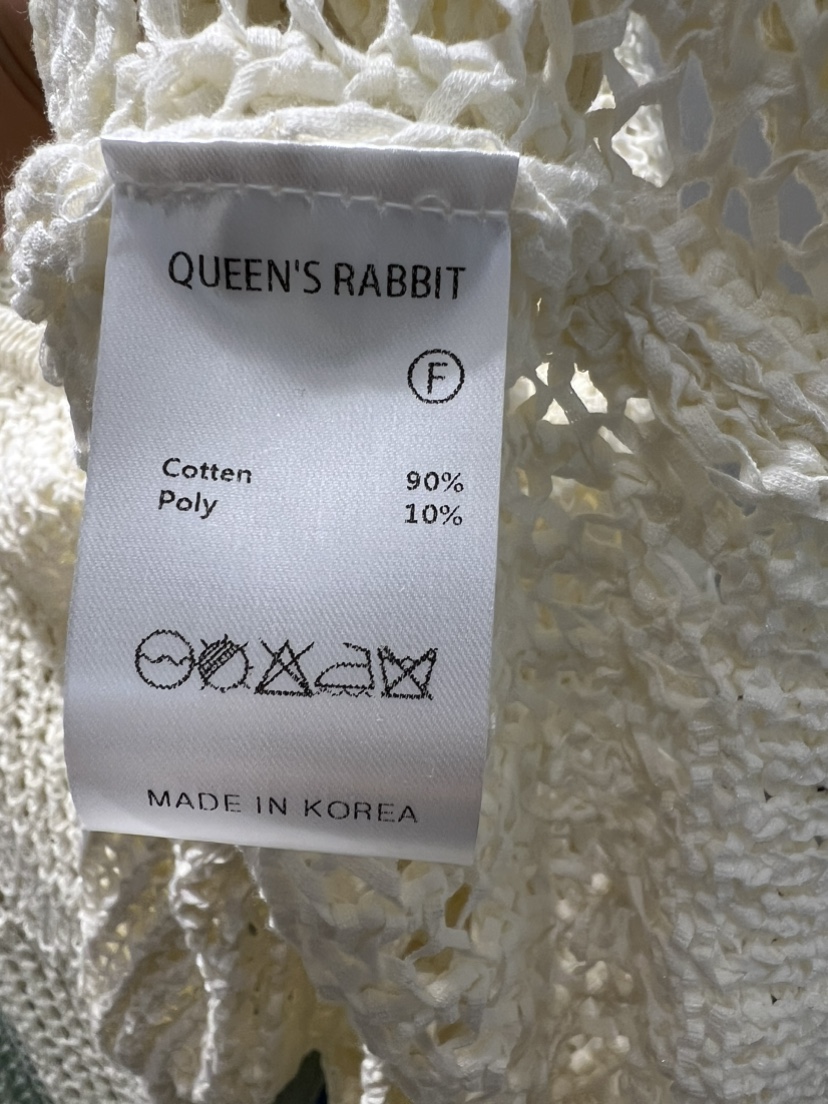 QUEEN'S RABBIT
F
Cotten 90%
Poly 10%
MADE IN KOREA